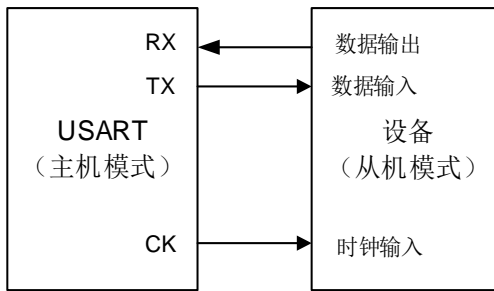 RX
数据输出
TX
数据输入
USART
（主机模式）
设备
（从机模式）
CK
时钟输入